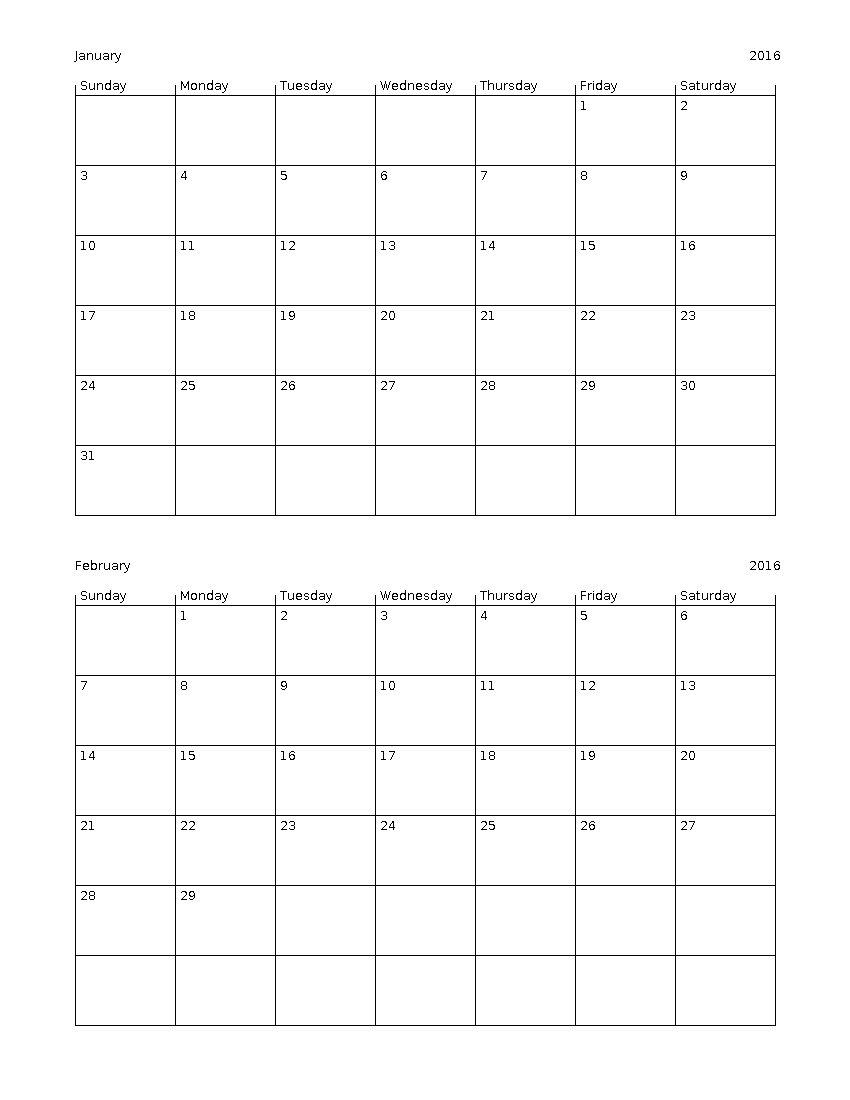 January 2016
Sunday Monday Tuesday Wednesday Thursday Friday Saturday
1 2
3 4 5 6 7 8 9
10 11 12 13 14 15 16
17 18 19 20 21 22 23
24 25 26 27 28 29 30
31
February 2016
Sunday Monday Tuesday Wednesday Thursday Friday Saturday
1 2 3 4 5 6
7 8 9 10 11 12 13
14 15 16 17 18 19 20
21 22 23 24 25 26 27
28 29